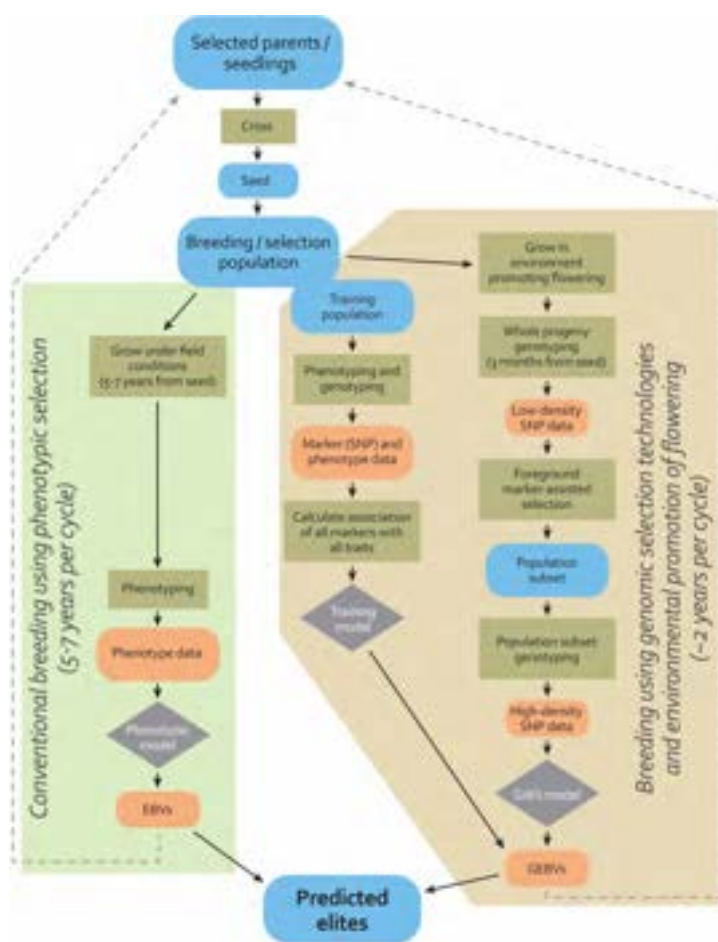 Selected parents /
seedlings
Cross
Seed
Breeding / selection
population
Training
population
Grow in
environment
promoting flowering
Grow under field
conditions
(5-7 years from seed)
Phenotyping and
genotyping
Whole progeny
genotyping
(3 months from seed)
Marker (SNP) and
phenotype data
Low-density
SNP data
Calculate association
of all markers with
all traits
Foreground
marker assisted
selection
Training
model
Population
subset
Phenotyping
Phenotype data
Population subset
genotyping
Phenotypic
model
High-density
SNP data
EBVs
model
GEBVs
Predicted
elites
Conventional breeding using phenotypic selection
(5-7 years per cycle)
Breeding using genomic selection technologies
and environmental promotion of flowering
(~2 years per cycle)